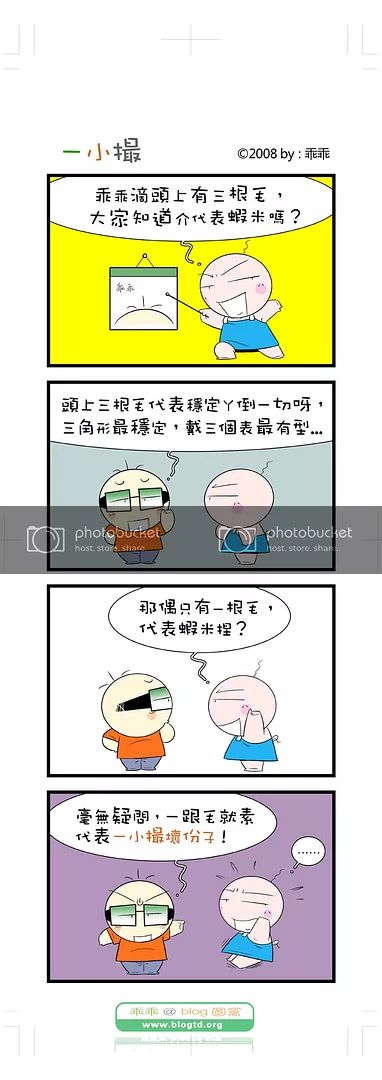 一小撮
©2008 by : 乖乖
乖乖滴頭上有三根毛，
大家知道介代表蝦米嗎？
乖乖
頭上三根毛代表穩定丫倒一切呀，
三角形最穩定，戴三個表最有型...
photobucket
host. store. share.
photobucket
host. store. share.
那偶只有一根毛，
代表蝦米捏？
毫無疑問，一跟毛就素
代表一小撮壞份子！
......
乖乖 @ blog 圖窩
www.blogtd.org